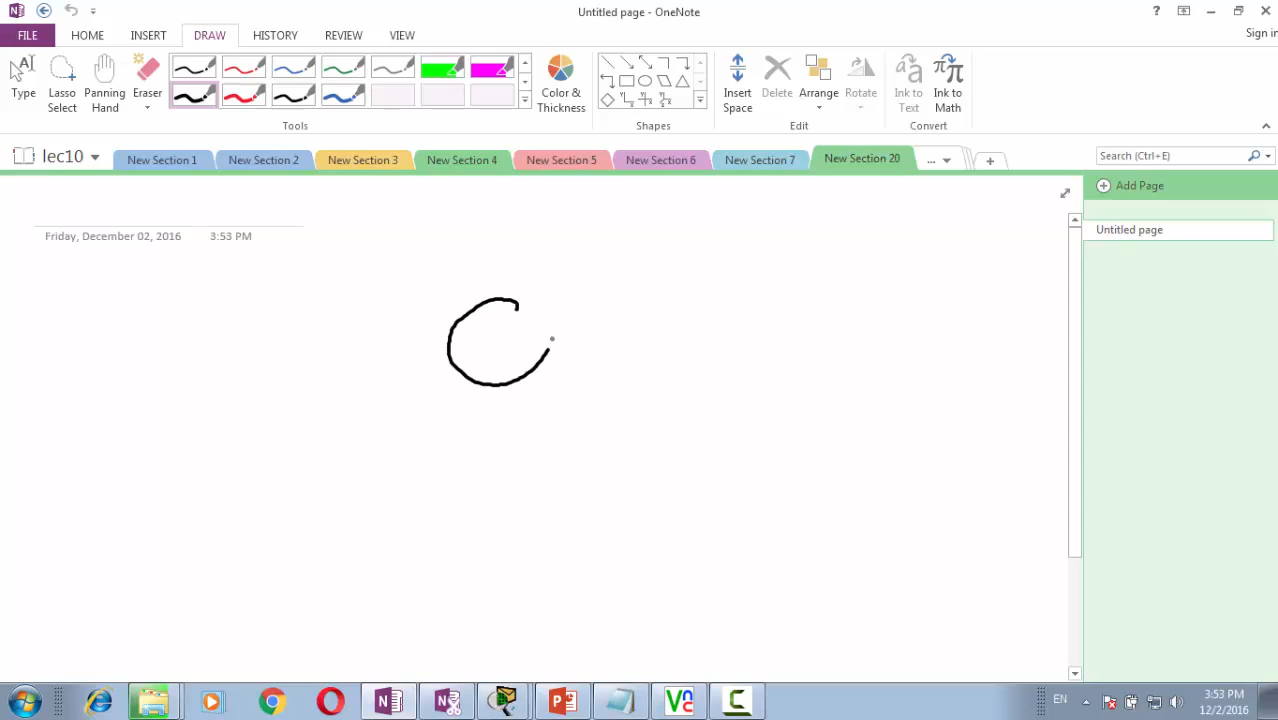 Untitled page - OneNote
?
Sign in
FILE HOME INSERT DRAW HISTORY REVIEW VIEW
Type
Lasso Select
Panning Hand
Eraser
Color & Thickness
Insert Space
Delete
Arrange
Rotate
Ink to Text
Ink to Math
Tools Shapes Edit Convert
lec10 New Section 1 New Section 2 New Section 3 New Section 4 New Section 5 New Section 6 New Section 7 New Section 20 ... Search (Ctrl+E)
Add Page
Untitled page
Friday, December 02, 2016 3:53 PM
EN 3:53 PM
12/2/2016